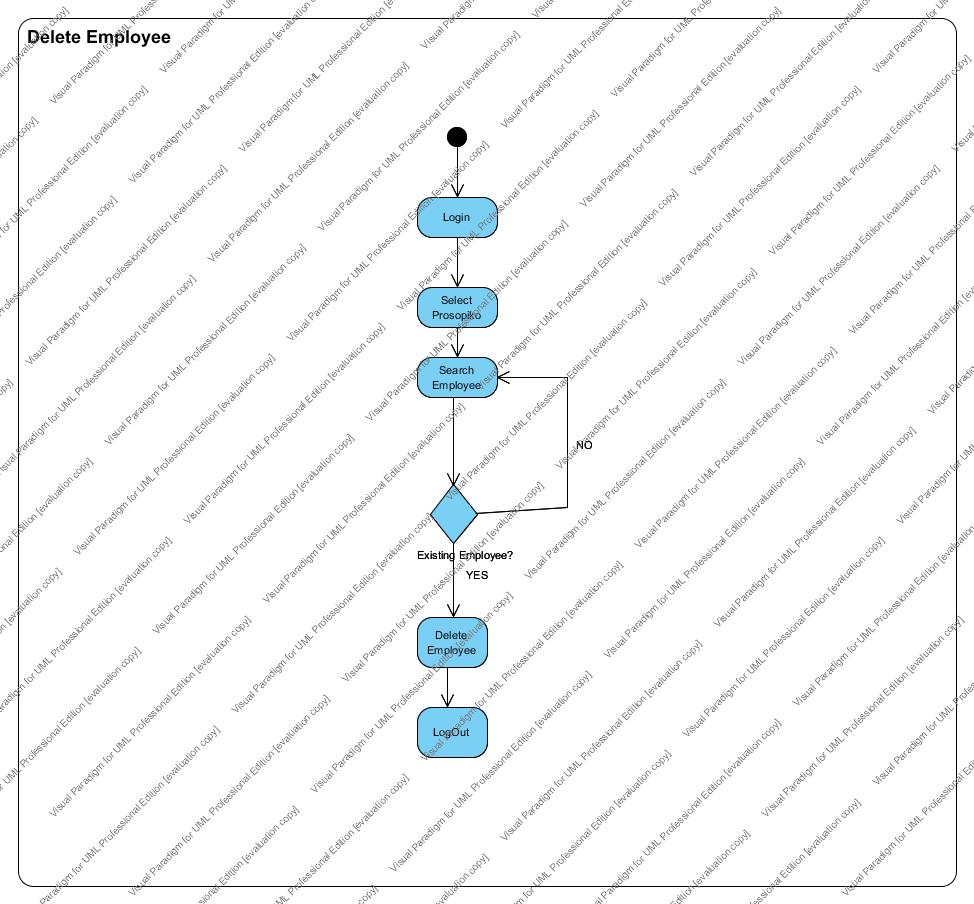 Delete Employee
Login
Select
Prosopiko
Search
Employee
NO
Existing Employee?
YES
Delete
Employee
LogOut
Visual Paradigm for UML Professional Edition [evaluation copy]